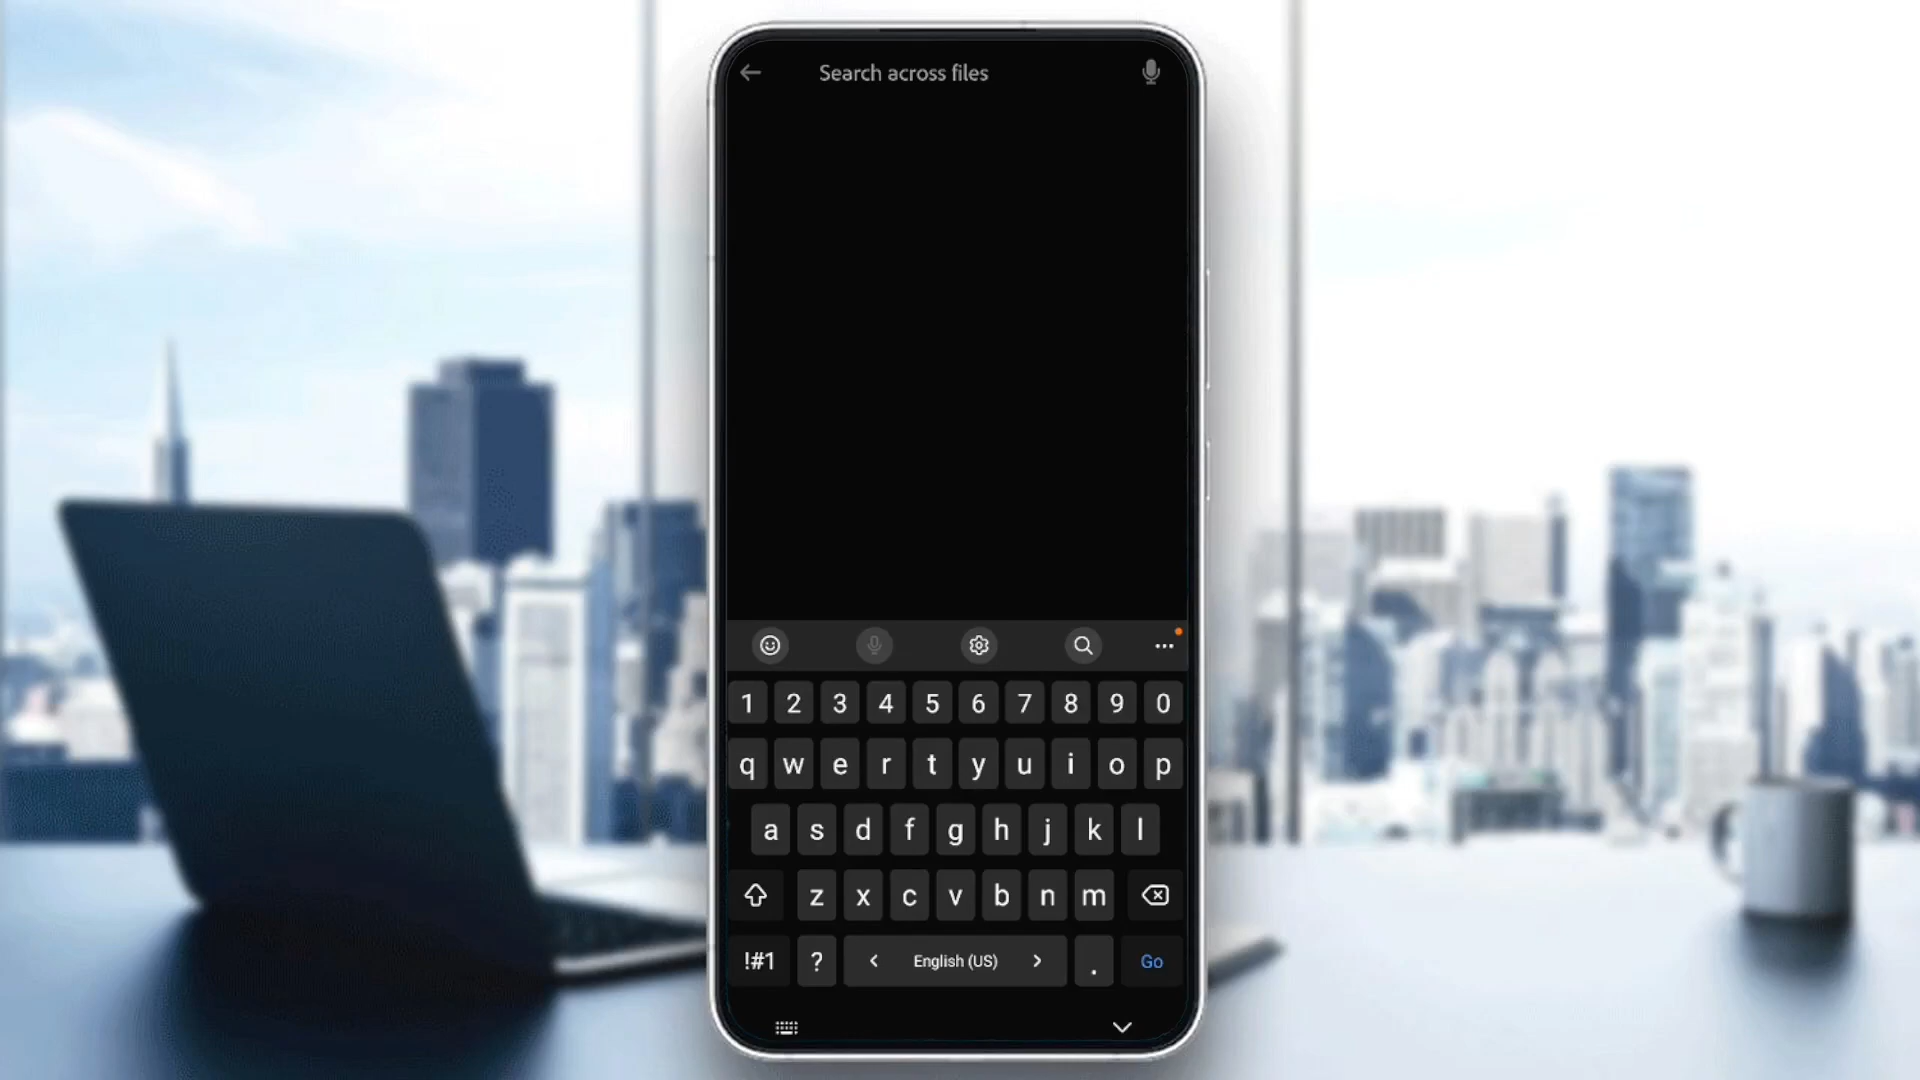 Search across files
1 2 3 4 5 6 7 8 9 0
q w e r t y u i o p
a s d f g h j k l
z x c v b n m
!#1 ? < English (US) > . Go